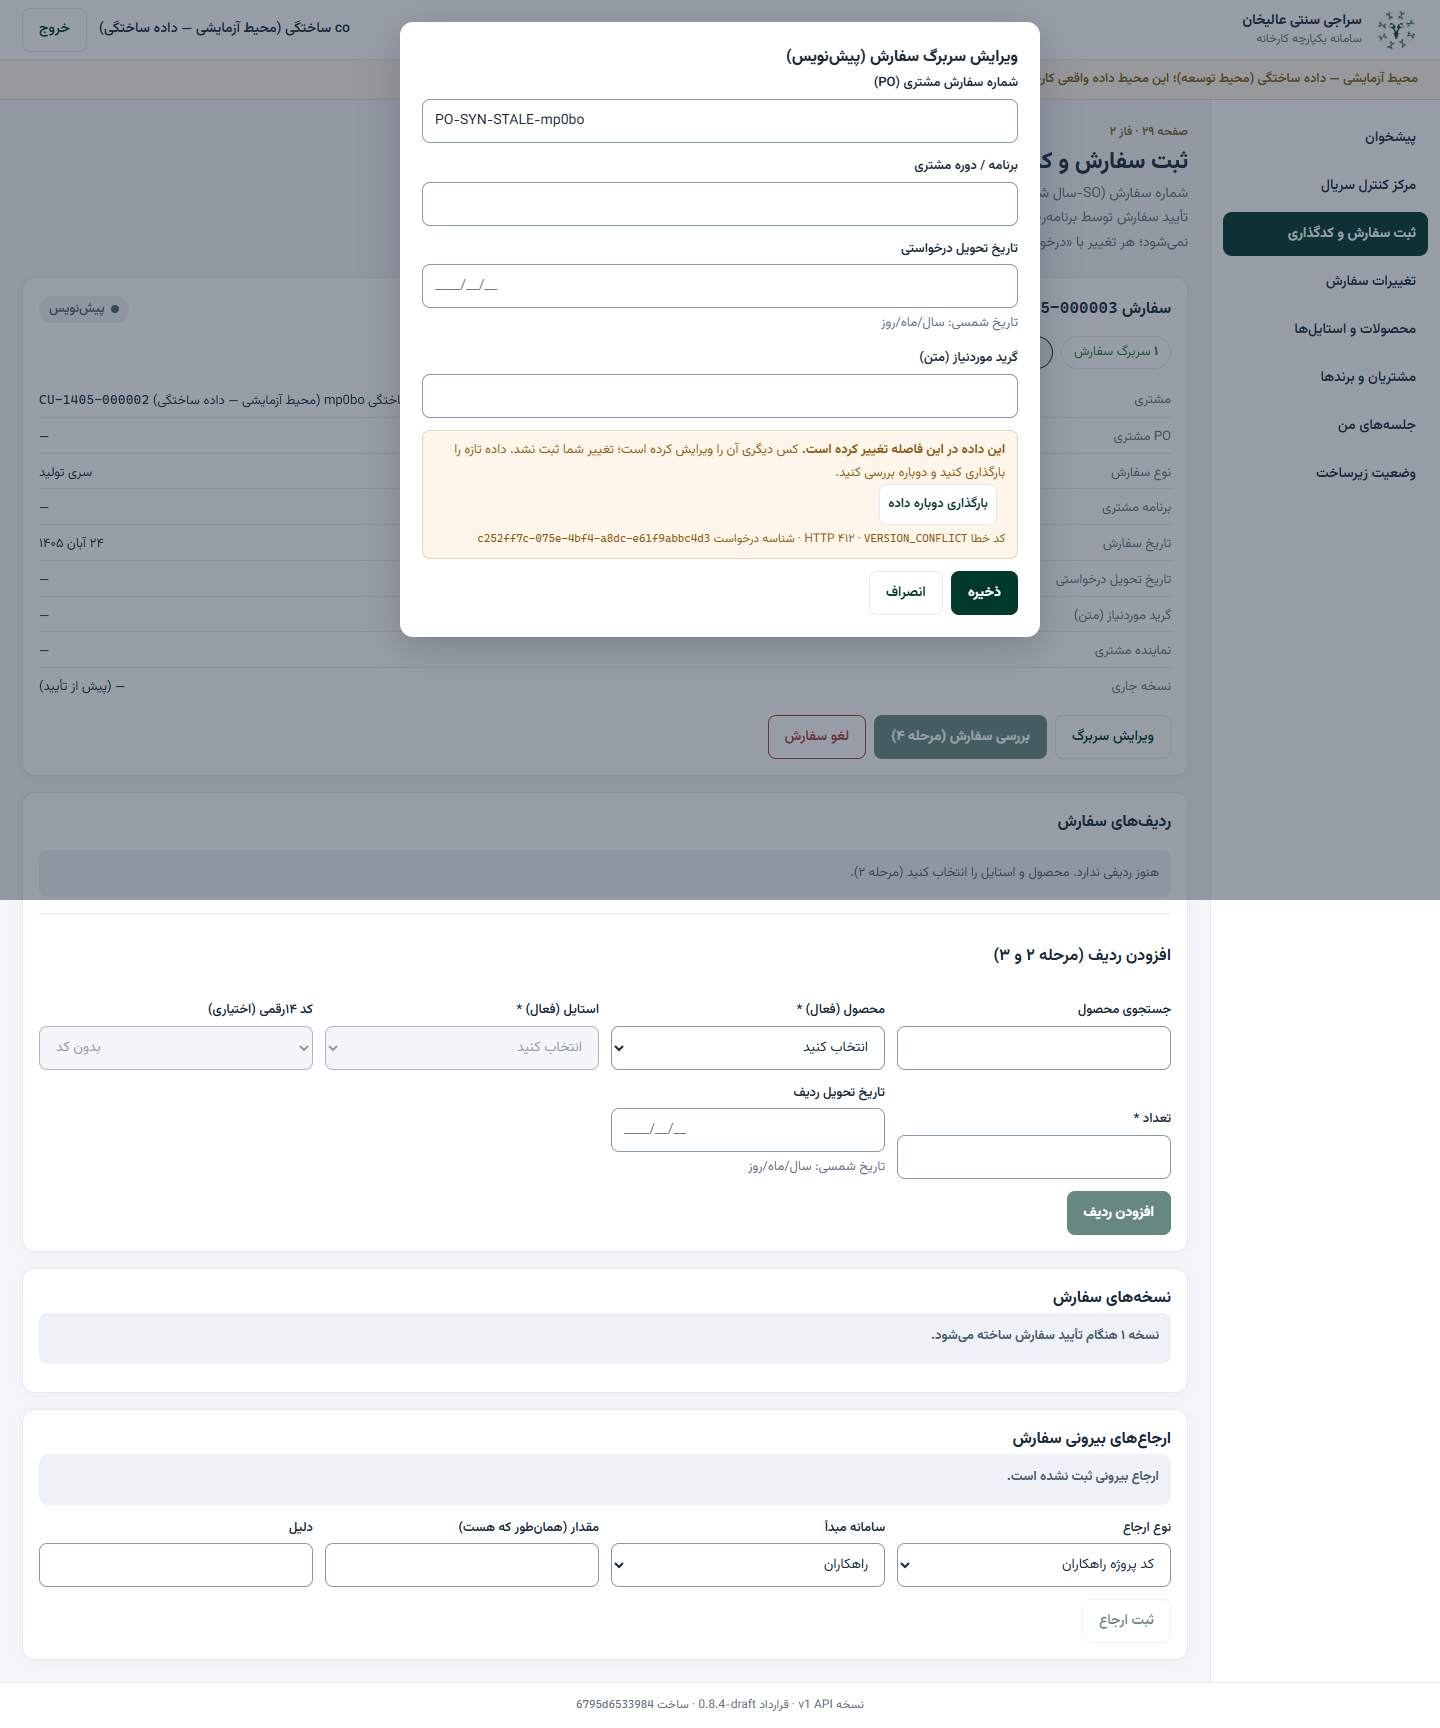 سراجی سنتی عالیخان
سامانه یکپارچه کارخانه
co ساختگی (محیط آزمایشی – داده ساختگی)
خروج
محیط آزمایشی – داده ساختگی (محیط توسعه)؛ این محیط داده واقعی
پیشخوان
مرکز کنترل سریال
ثبت سفارش و کدگذاری
تغییرات سفارش
محصولات و استایل‌ها
مشتریان و برندها
جلسه‌های من
وضعیت زیرساخت
صفحه ۲۹ · فاز ۲
ثبت سفارش و
شماره سفارش (SO-سال
تأیید سفارش توسط
نمی‌شود؛ هر تغییر با
ویرایش سربرگ سفارش (پیش‌نویس)
شماره سفارش مشتری (PO)
PO-SYN-STALE-mp0bo
برنامه / دوره مشتری
تاریخ تحویل درخواستی
____/__/__
تاریخ شمسی: سال/ماه/روز
گرید موردنیاز (متن)
این داده در این فاصله تغییر کرده است. کس دیگری آن را ویرایش کرده است؛ تغییر شما ثبت نشد. داده تازه را
بارگذاری کنید و دوباره بررسی کنید.
بارگذاری دوباره داده
کد خطا VERSION_CONFLICT · HTTP ۴۱۲ · شناسه درخواست c252ff7c-075e-4bf4-a8dc-e61f9abbc4d3
ذخیره
انصراف
سفارش 5-000003
پیش‌نویس
۱ سربرگ سفارش
مشتری
mp0bo (محیط آزمایشی – داده ساختگی) CU-1405-000002
PO مشتری
—
نوع سفارش
سری تولید
برنامه مشتری
—
تاریخ سفارش
۲۴ آبان ۱۴۰۵
تاریخ تحویل درخواستی
—
گرید موردنیاز (متن)
—
نماینده مشتری
—
نسخه جاری
— (پیش از تأیید)
ویرایش سربرگ
بررسی سفارش (مرحله ۴)
لغو سفارش
ردیف‌های سفارش
هنوز ردیفی ندارد. محصول و استایل را انتخاب کنید (مرحله ۲).
افزودن ردیف (مرحله ۲ و ۳)
جستجوی محصول
محصول (فعال) *
استایل (فعال) *
کد ۱۴رقمی (اختیاری)
انتخاب کنید
انتخاب کنید
بدون کد
تعداد *
تاریخ تحویل ردیف
____/__/__
تاریخ شمسی: سال/ماه/روز
افزودن ردیف
نسخه‌های سفارش
نسخه ۱ هنگام تأیید سفارش ساخته می‌شود.
ارجاع‌های بیرونی سفارش
ارجاع بیرونی ثبت نشده است.
نوع ارجاع
سامانه مبدأ
مقدار (همان‌طور که هست)
دلیل
کد پروژه راهکاران
راهکاران
ثبت ارجاع
نسخه API v1 · قرارداد 0.8.4-draft · ساخت 6795d6533984